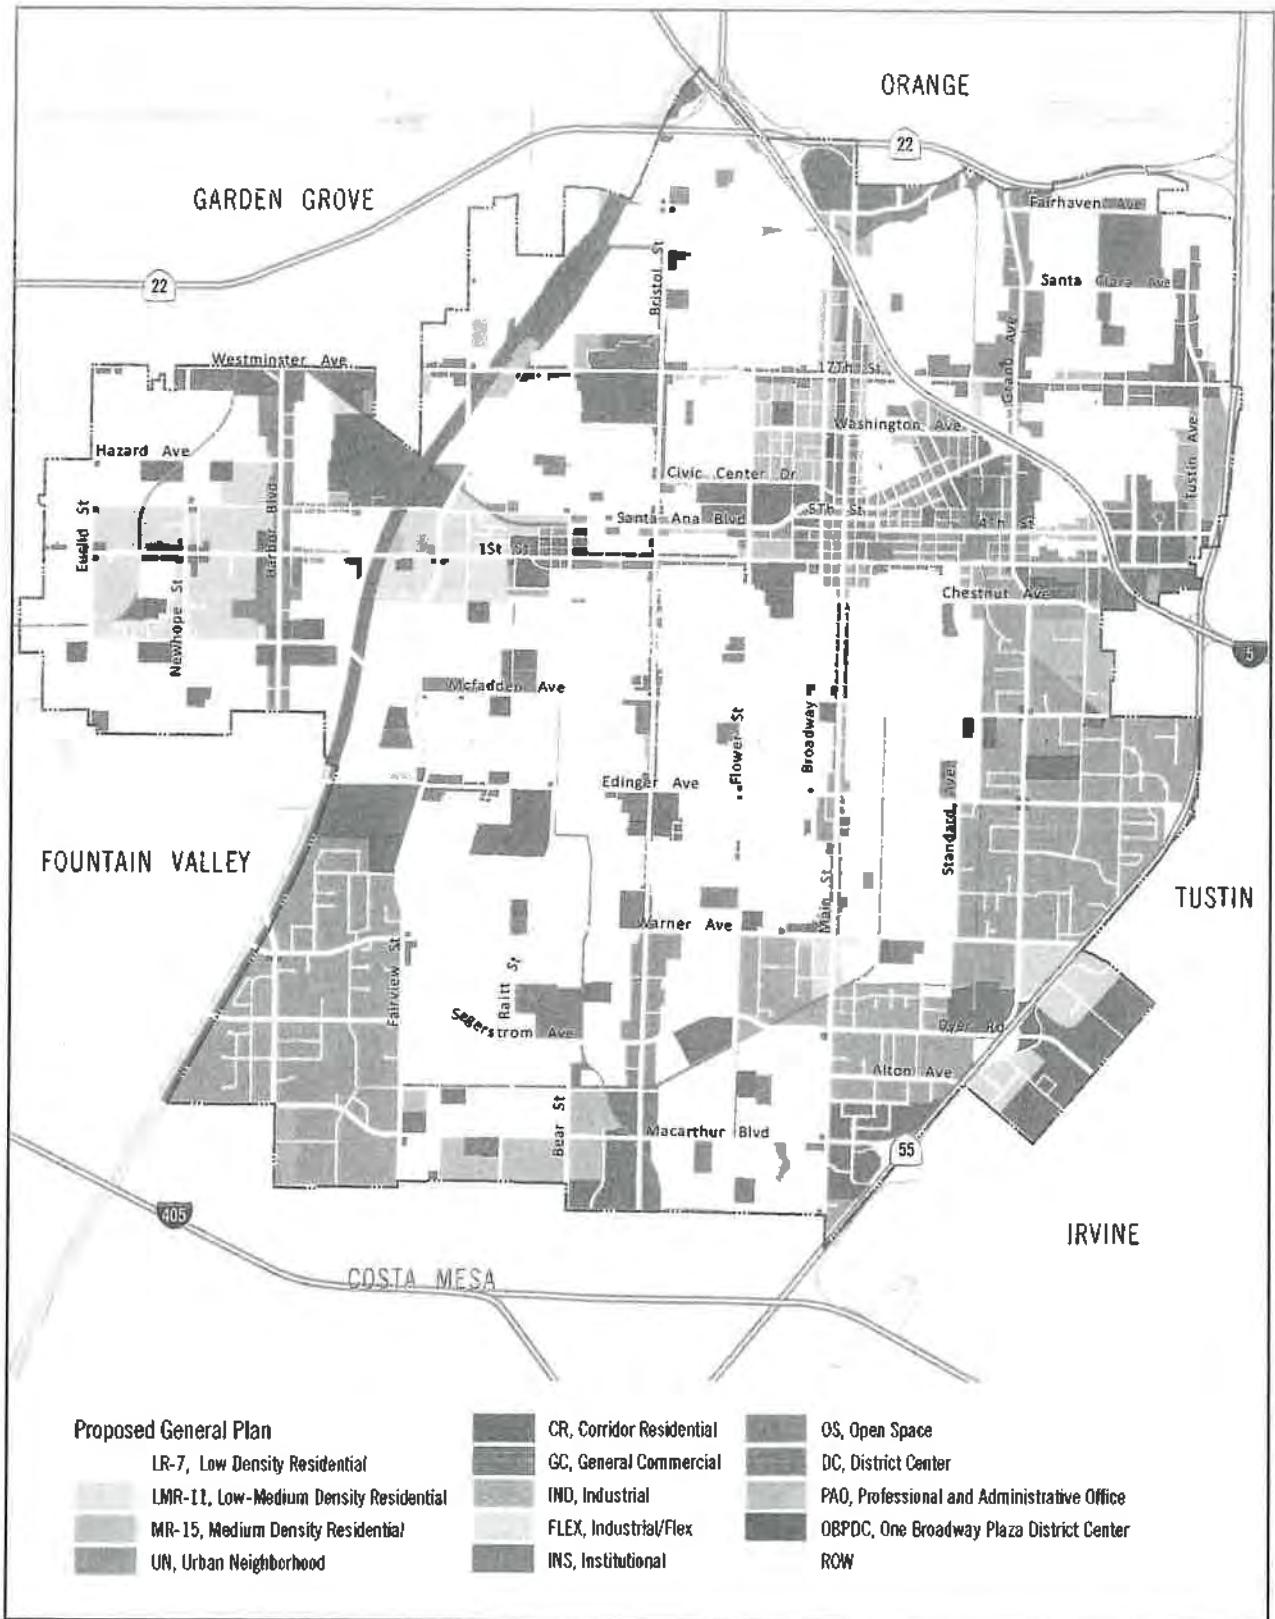 ORANGE
22
GARDEN GROVE
Fairhaven Ave
22
Bristol St
Santa Clara Ave
Grand Ave
Westminster Ave
17Th St
Washington Ave
Tustin Ave
Hazard Ave
Civic Center Dr
Euclid St
Harbor Blvd
Santa Ana Blvd
5Th St
4th St
1St St
Newhope St
Chestnut Ave
5
Mcfadden Ave
Flower St
Broadway
Edinger Ave
Standard Ave
FOUNTAIN VALLEY
Main St
TUSTIN
Warner Ave
Fairview St
Raitt St
Segerstrom Ave
Dyer Rd
Alton Ave
Bear St
Macarthur Blvd
55
405
IRVINE
COSTA MESA
Proposed General Plan
LR-7, Low Density Residential
LMR-11, Low-Medium Density Residential
MR-15, Medium Density Residential
UN, Urban Neighborhood
CR, Corridor Residential
GC, General Commercial
IND, Industrial
FLEX, Industrial/Flex
INS, Institutional
OS, Open Space
DC, District Center
PAO, Professional and Administrative Office
OBPDC, One Broadway Plaza District Center
ROW